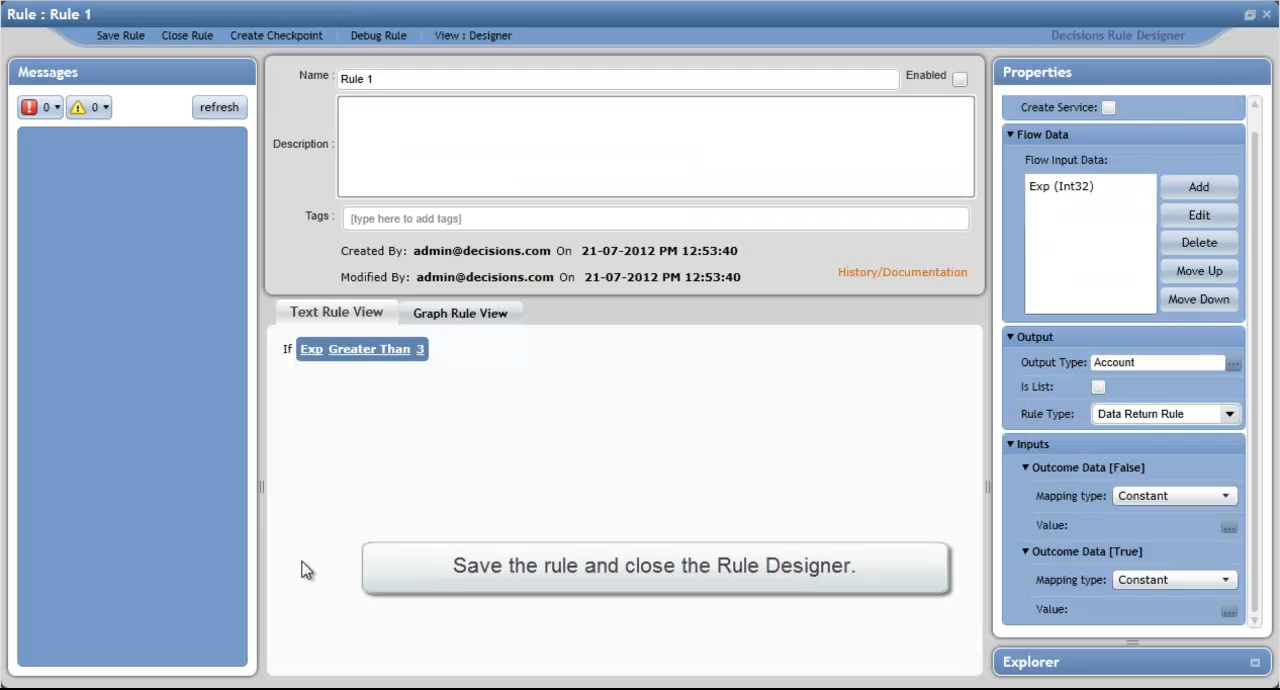 Rule : Rule 1
Save Rule Close Rule Create Checkpoint Debug Rule View : Designer Decisions Rule Designer
Messages
0 0 refresh
Name : Rule 1 Enabled
Description :
Tags : [type here to add tags]
Created By: admin@decisions.com On 21-07-2012 PM 12:53:40
Modified By: admin@decisions.com On 21-07-2012 PM 12:53:40
History/Documentation
Text Rule View Graph Rule View
If Exp Greater Than 3
Save the rule and close the Rule Designer.
Properties
Create Service:
Flow Data
Flow Input Data:
Exp (Int32)
Add
Edit
Delete
Move Up
Move Down
Output
Output Type: Account ...
Is List:
Rule Type: Data Return Rule
Inputs
Outcome Data [False]
Mapping type: Constant
Value: ...
Outcome Data [True]
Mapping type: Constant
Value: ...
Explorer